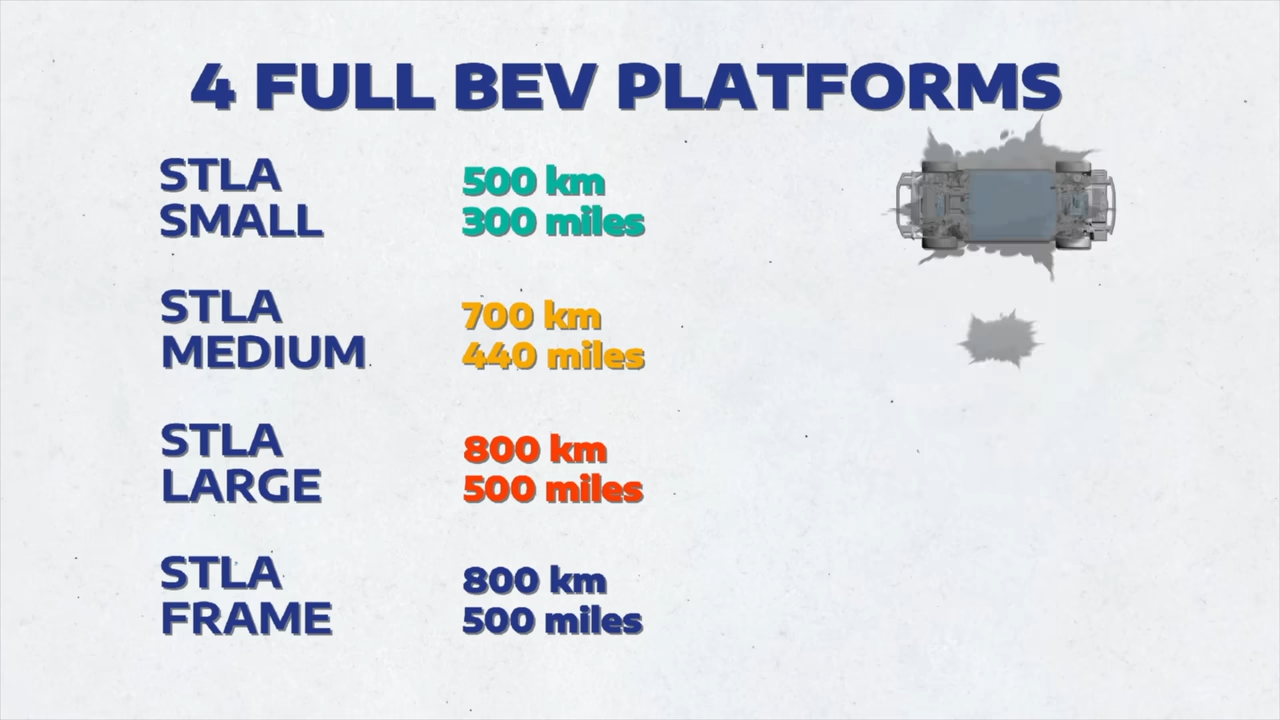 4 FULL BEV PLATFORMS
STLA
SMALL
500 km
300 miles
STLA
MEDIUM
700 km
440 miles
STLA
LARGE
800 km
500 miles
STLA
FRAME
800 km
500 miles